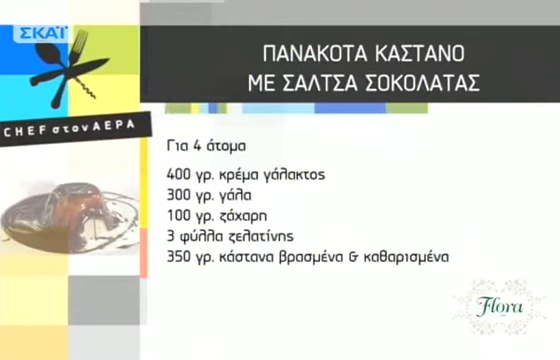 ΣΚΑΪ
ΠΑΝΑΚΟΤΑ ΚΑΣΤΑΝΟ
ΜΕ ΣΑΛΤΣΑ ΣΟΚΟΛΑΤΑΣ
CHEF στον ΑΕΡΑ
Για 4 άτομα
400 γρ. κρέμα γάλακτος
300 γρ. γάλα
100 γρ. ζάχαρη
3 φύλλα ζελατίνης
350 γρ. κάστανα βρασμένα & καθαρισμένα
Flora